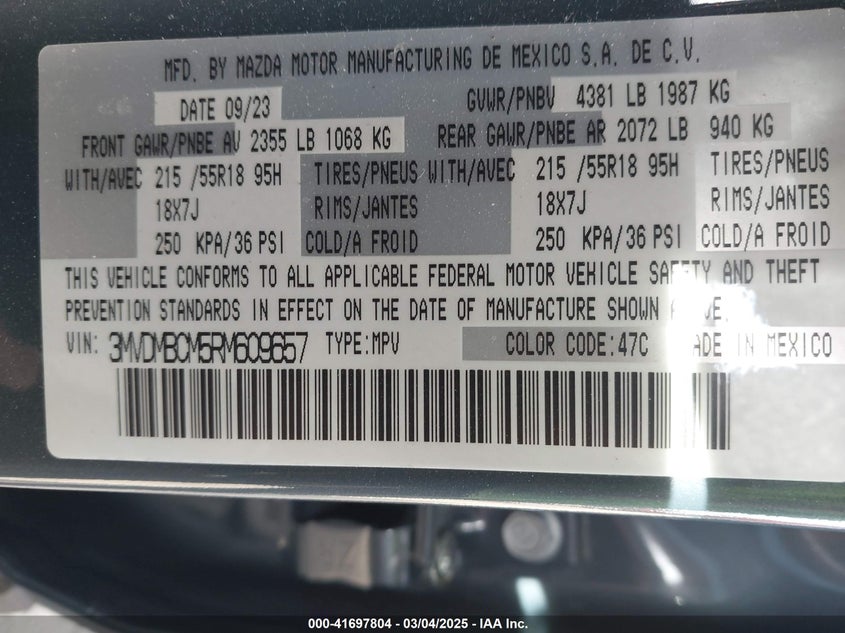 MFD. BY MAZDA MOTOR MANUFACTURING DE MEXICO S.A. DE C.V.
DATE 09/23 GVWR/PNBV 4381 LB 1987 KG
FRONT GAWR/PNBE AV 2355 LB 1068 KG REAR GAWR/PNBE AR 2072 LB 940 KG
WITH/AVEC 215 /55R18 95H TIRES/PNEUS WITH/AVEC 215 /55R18 95H TIRES/PNEUS
18X7J RIMS/JANTES 18X7J RIMS/JANTES
250 KPA/36 PSI COLD/A FROID 250 KPA/36 PSI COLD/A FROID
THIS VEHICLE CONFORMS TO ALL APPLICABLE FEDERAL MOTOR VEHICLE SAFETY AND THEFT
PREVENTION STANDARDS IN EFFECT ON THE DATE OF MANUFACTURE SHOWN ABOVE.
VIN: 3MVDMBCM5RM609657 TYPE:MPV COLOR CODE:47C MADE IN MEXICO
000-41697804 - 03/04/2025 - IAA Inc.